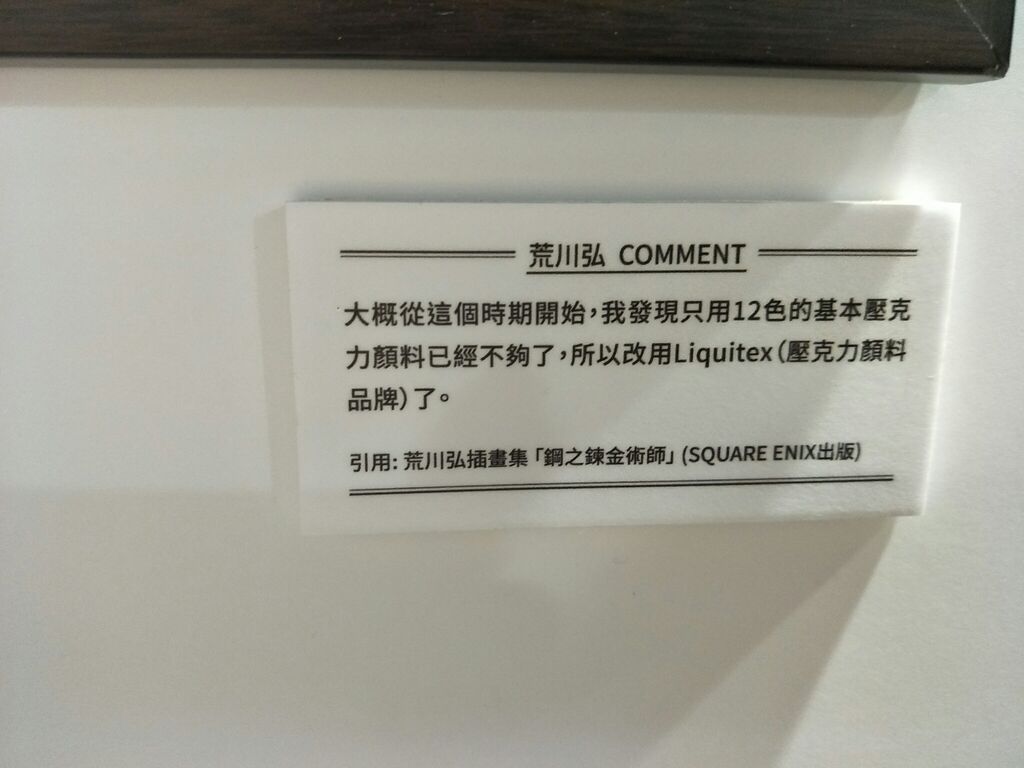 荒川弘 COMMENT
大概從這個時期開始，我發現只用12色的基本壓克
力顏料已經不夠了，所以改用Liquitex（壓克力顏料
品牌）了。
引用: 荒川弘插畫集「鋼之鍊金術師」(SQUARE ENIX出版)